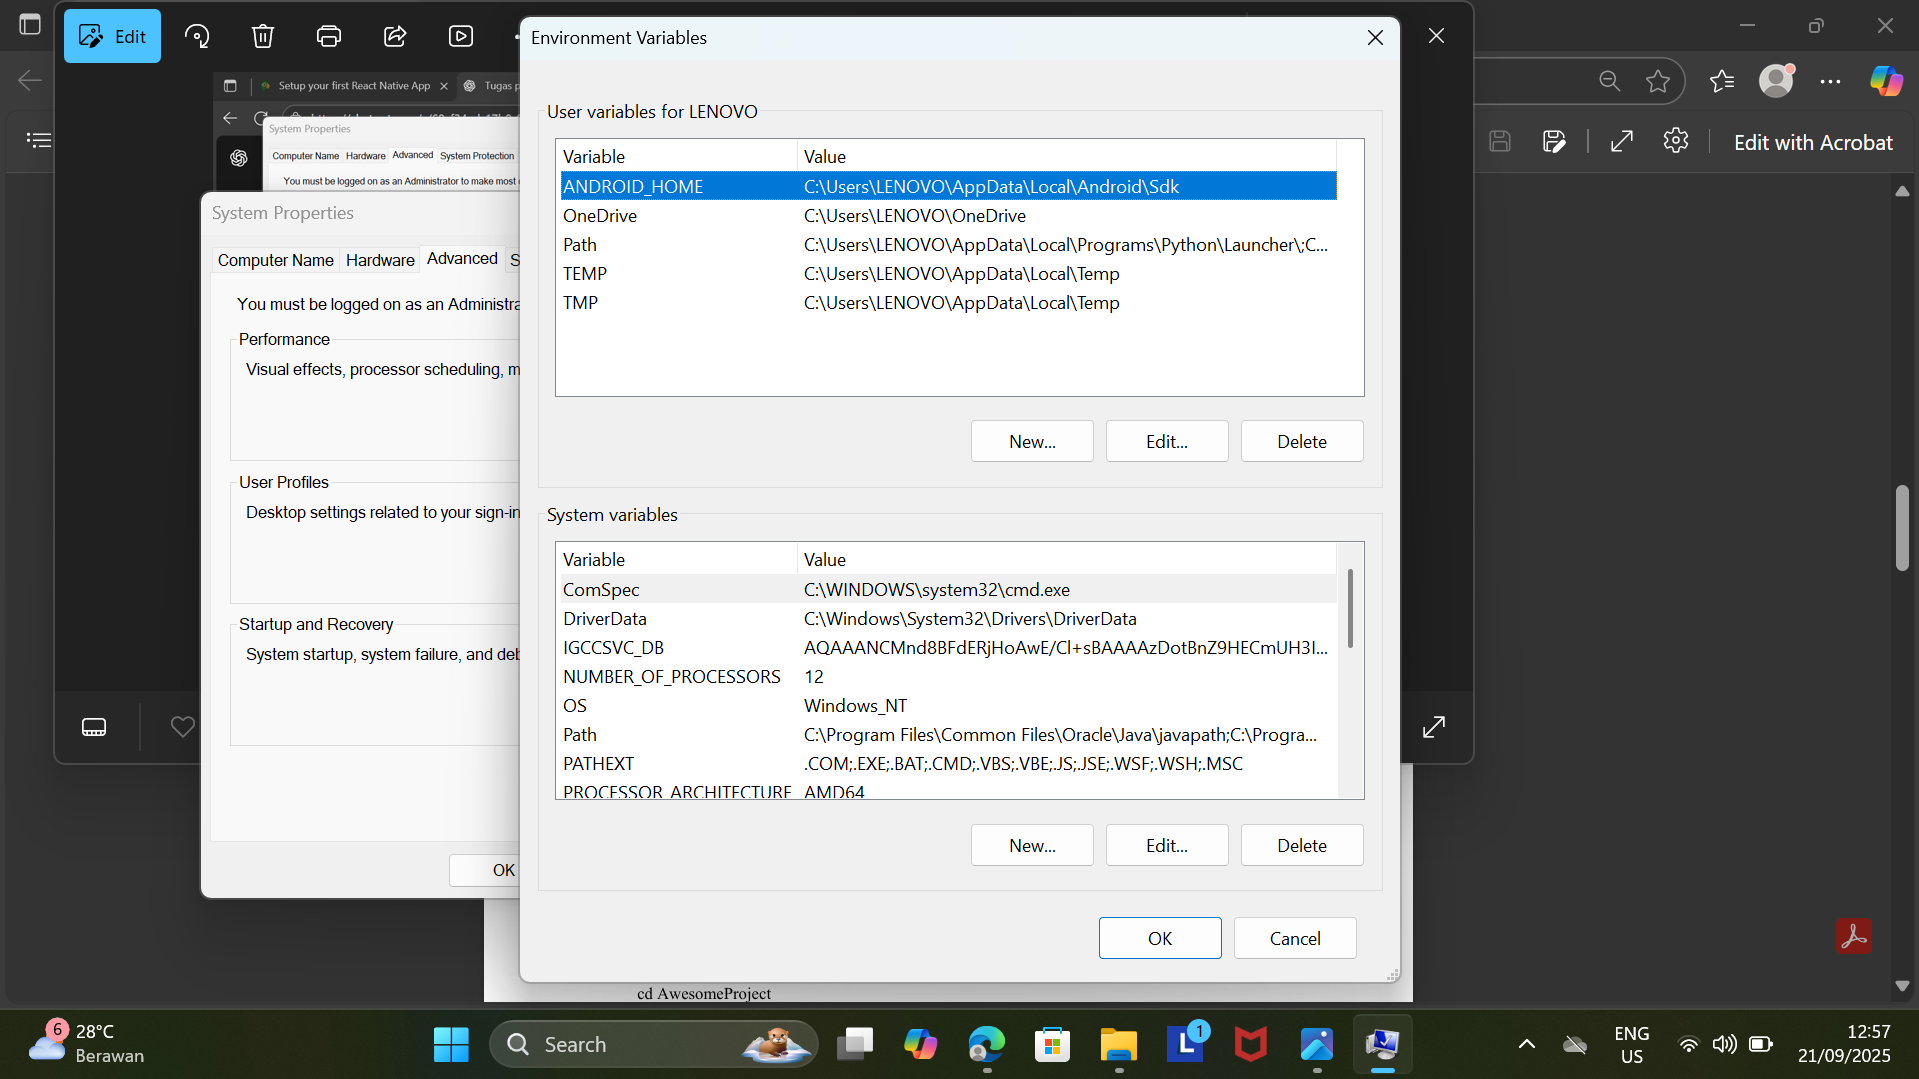 Edit
Setup your first React Native App
Tugas p
System Properties
Computer Name Hardware Advanced System Protection
You must be logged on as an Administrator to make most
System Properties
Computer Name Hardware Advanced S
You must be logged on as an Administra
Performance
Visual effects, processor scheduling, m
User Profiles
Desktop settings related to your sign-in
Startup and Recovery
System startup, system failure, and deb
OK
Environment Variables
User variables for LENOVO
Variable Value
ANDROID_HOME C:\Users\LENOVO\AppData\Local\Android\Sdk
OneDrive C:\Users\LENOVO\OneDrive
Path C:\Users\LENOVO\AppData\Local\Programs\Python\Launcher\;C...
TEMP C:\Users\LENOVO\AppData\Local\Temp
TMP C:\Users\LENOVO\AppData\Local\Temp
New... Edit... Delete
System variables
Variable Value
ComSpec C:\WINDOWS\system32\cmd.exe
DriverData C:\Windows\System32\Drivers\DriverData
IGCCSVC_DB AQAAANCMnd8BFdERjHoAwE/Cl+sBAAAAzDotBnZ9HECmUH3I...
NUMBER_OF_PROCESSORS 12
OS Windows_NT
Path C:\Program Files\Common Files\Oracle\Java\javapath;C:\Progra...
PATHEXT .COM;.EXE;.BAT;.CMD;.VBS;.VBE;.JS;.JSE;.WSF;.WSH;.MSC
PROCESSOR_ARCHITECTURE AMD64
New... Edit... Delete
OK Cancel
Edit with Acrobat
cd AwesomeProject
6
28°C
Berawan
Search
L
1
ENG
US
12:57
21/09/2025